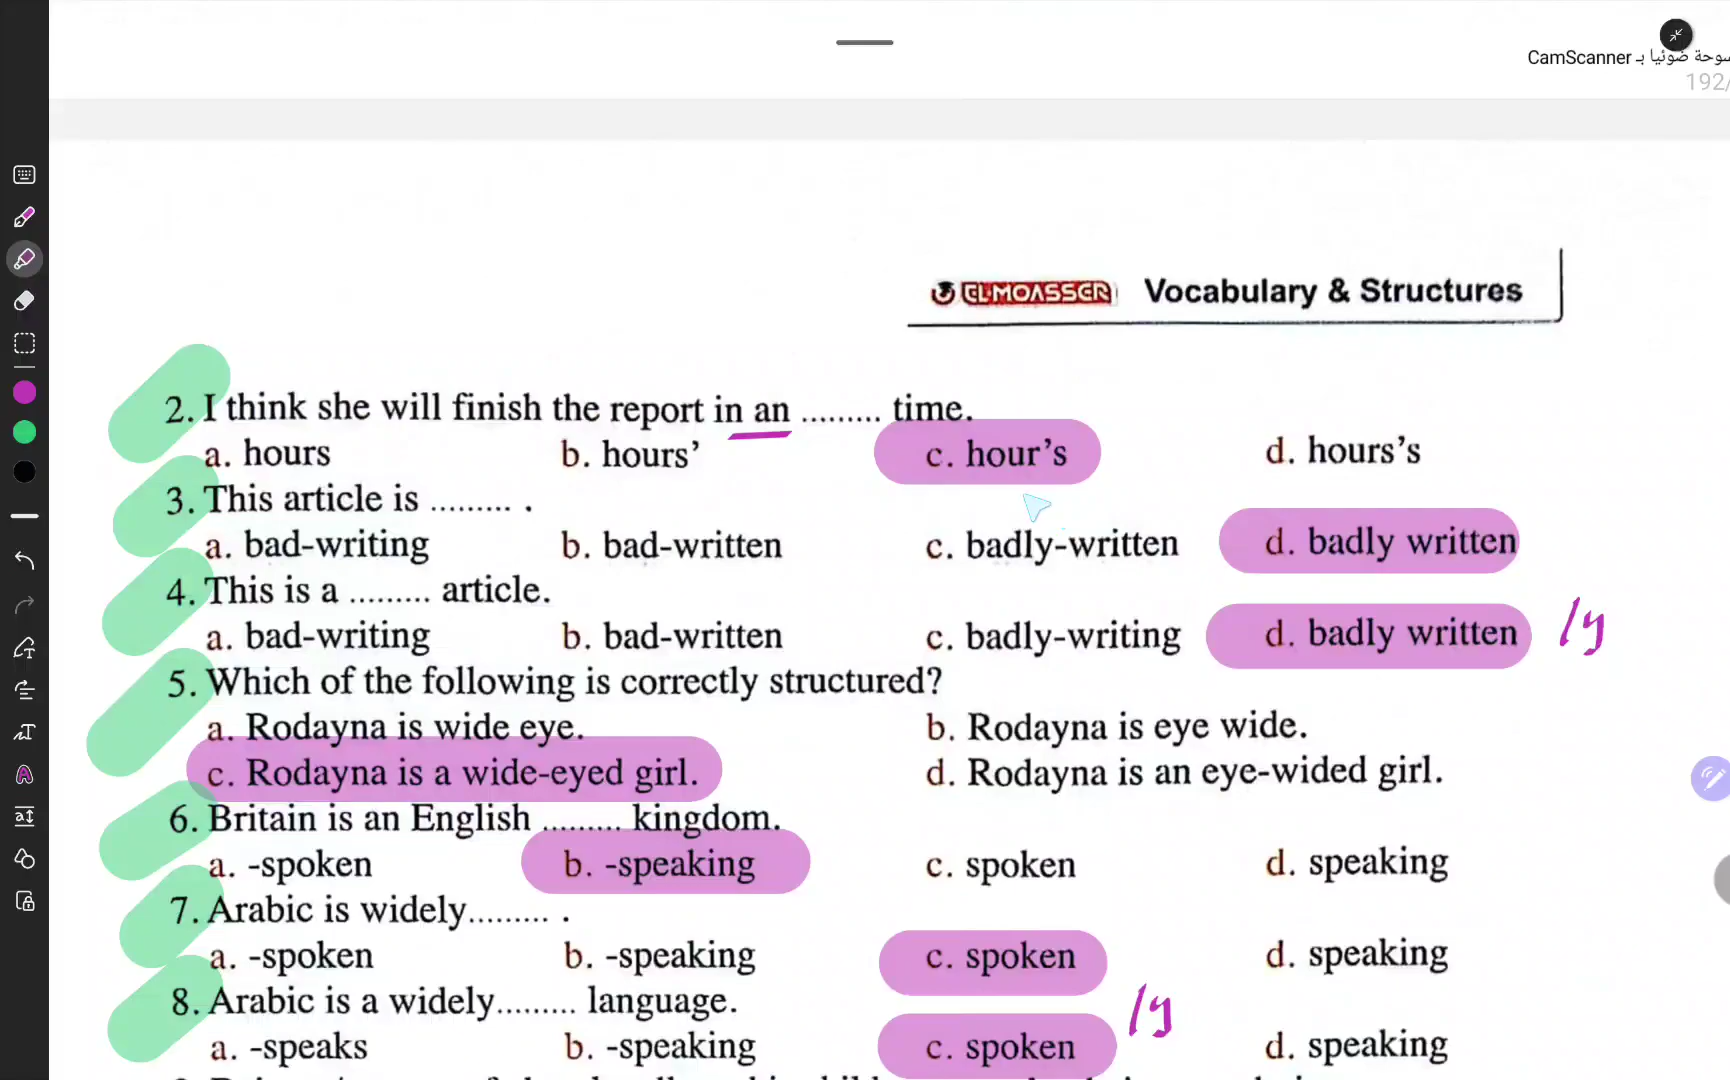 CamScanner سوحة ضوئيا بـ
192/
ELMOASSER Vocabulary & Structures
2. I think she will finish the report in an ......... time.
a. hours b. hours’ c. hour’s d. hours’s
3. This article is ......... .
a. bad-writing b. bad-written c. badly-written d. badly written
4. This is a ......... article.
a. bad-writing b. bad-written c. badly-writing d. badly written ly
5. Which of the following is correctly structured?
a. Rodayna is wide eye. b. Rodayna is eye wide.
c. Rodayna is a wide-eyed girl. d. Rodayna is an eye-wided girl.
6. Britain is an English ......... kingdom.
a. -spoken b. -speaking c. spoken d. speaking
7. Arabic is widely......... .
a. -spoken b. -speaking c. spoken d. speaking
8. Arabic is a widely......... language. ly
a. -speaks b. -speaking c. spoken d. speaking